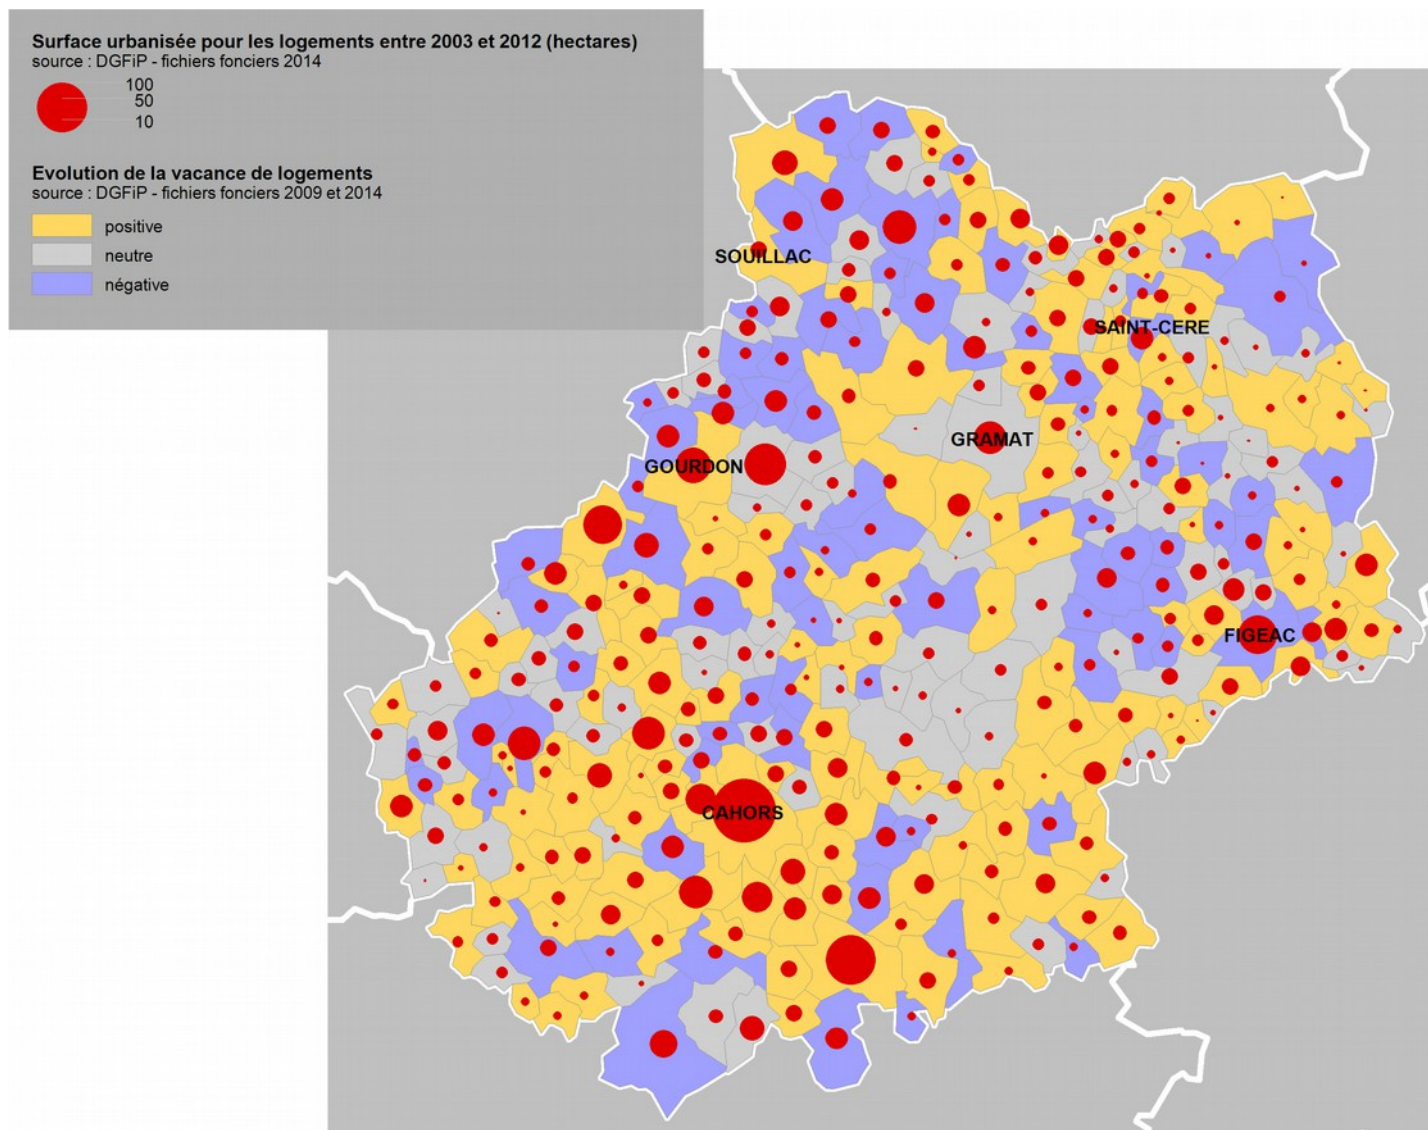 Surface urbanisée pour les logements entre 2003 et 2012 (hectares)
source : DGFiP - fichiers fonciers 2014
100
50
10
Evolution de la vacance de logements
source : DGFiP - fichiers fonciers 2009 et 2014
positive
neutre
négative
SOUILLAC
SAINT-CERE
GRAMAT
GOURDON
FIGEAC
CAHORS